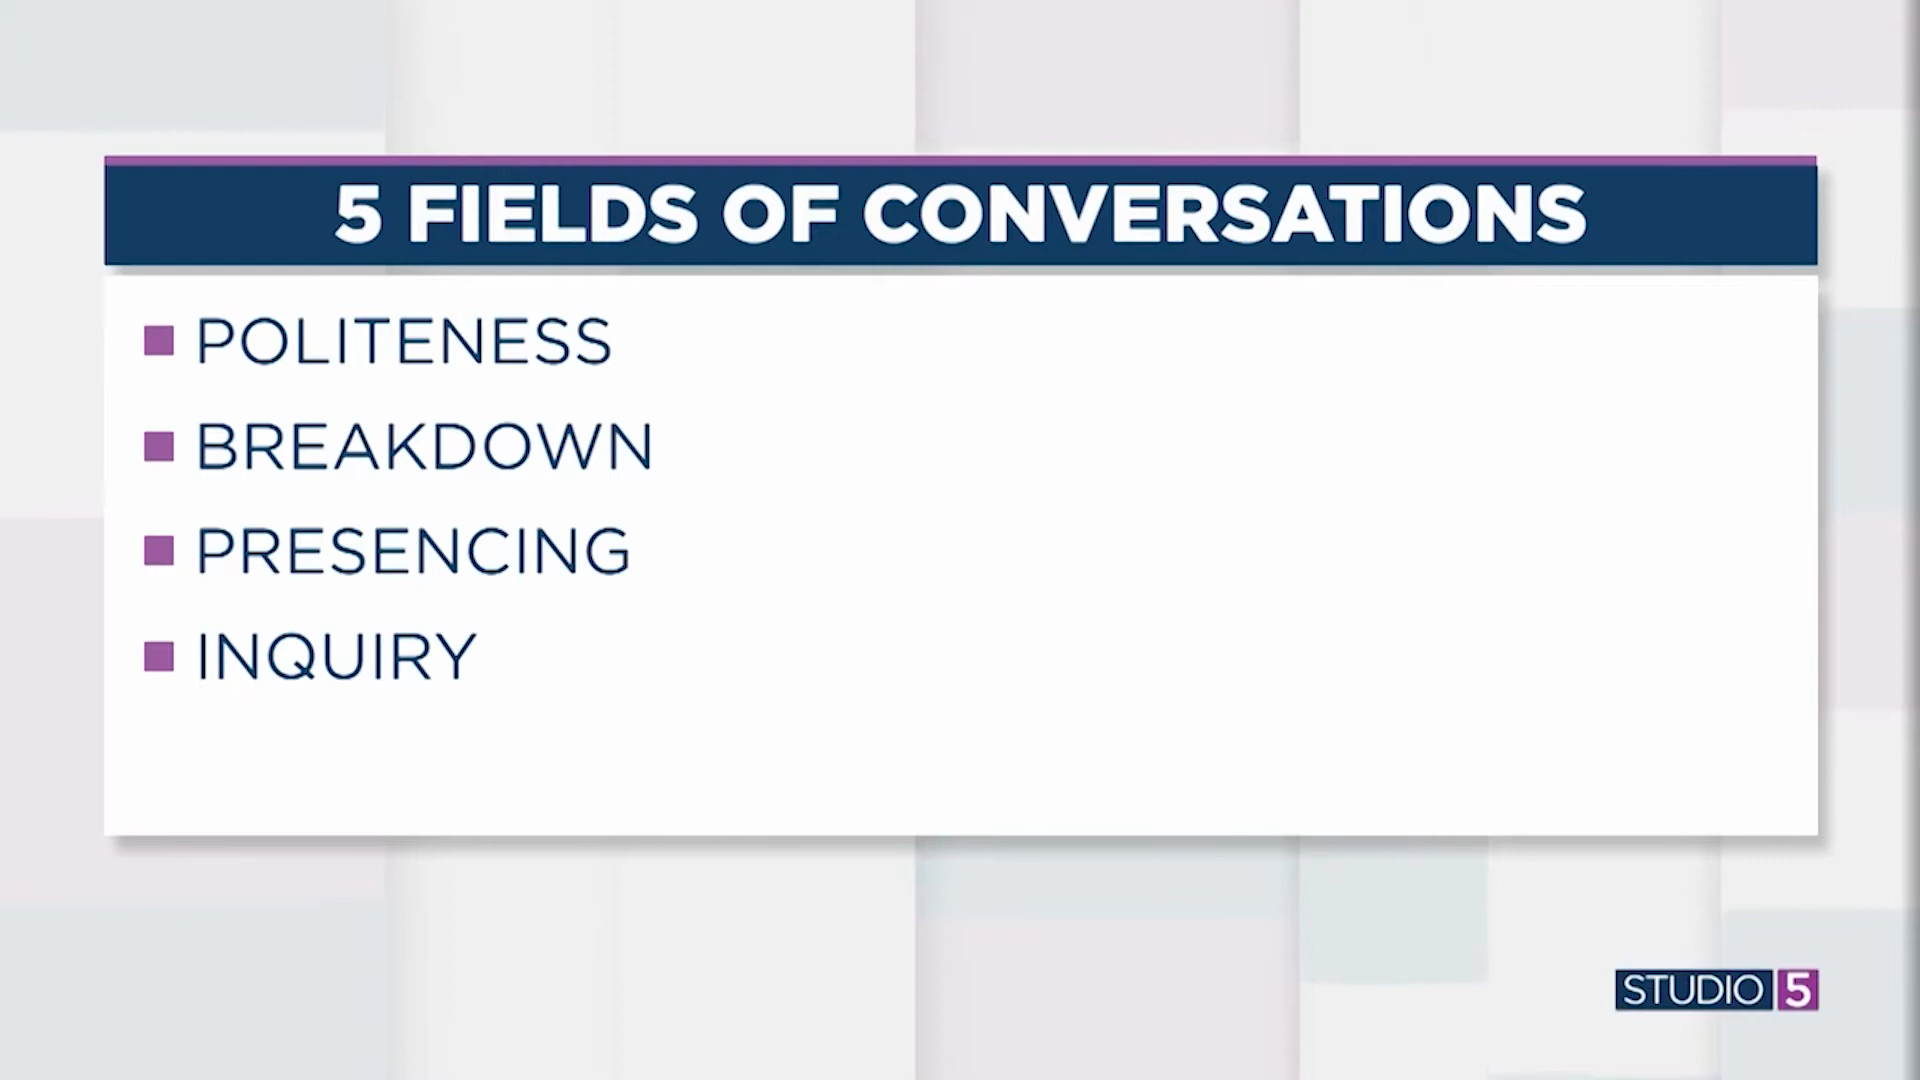 5 FIELDS OF CONVERSATIONS
POLITENESS
BREAKDOWN
PRESENCING
INQUIRY
STUDIO 5